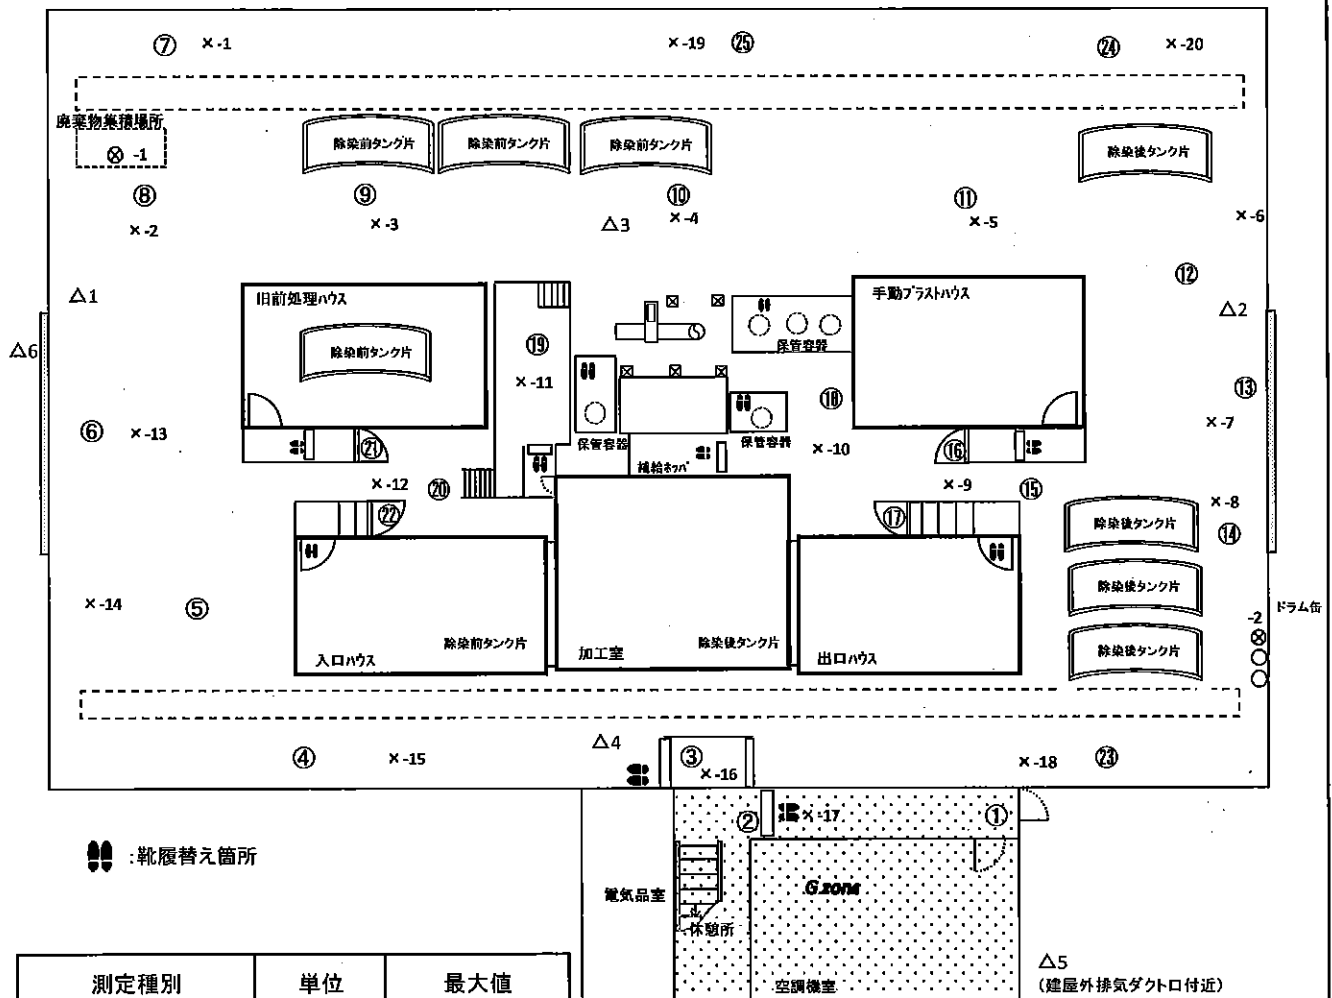 ⑦ × -1 × -19 ㉕ ㉔ × -20
廃棄物集積場所
⊗ -1
除染前タンク片 除染前タンク片 除染前タンク片 除染後タンク片
⑧ ⑨ ⑩ ⑪
× -2 × -3 △3 × -4 × -5 × -6
⑫
△1 旧前処理ハウス 手動ブラストハウス △2
△6 除染前タンク片 ⑲ 保管容器
× -11 ⑱ ⑬
⑥ × -13 × -7
保管容器 保管容器 × -10
㉑ 補給ホッパ ⑯
× -12 ⑳ × -9 ⑮ × -8
㉒ ⑰ 除染後タンク片 ⑭
除染後タンク片
× -14 ⑤ ドラム缶
-2
除染前タンク片 除染後タンク片 除染後タンク片
入口ハウス 加工室 出口ハウス
④ × -15 △4 ③ × -16 × -18 ㉓
② × -17 ①
:靴履替え箇所
G zone
電気品室
休憩所
△5
測定種別 単位 最大値 空調機室 (建屋外排気ダクト口付近)